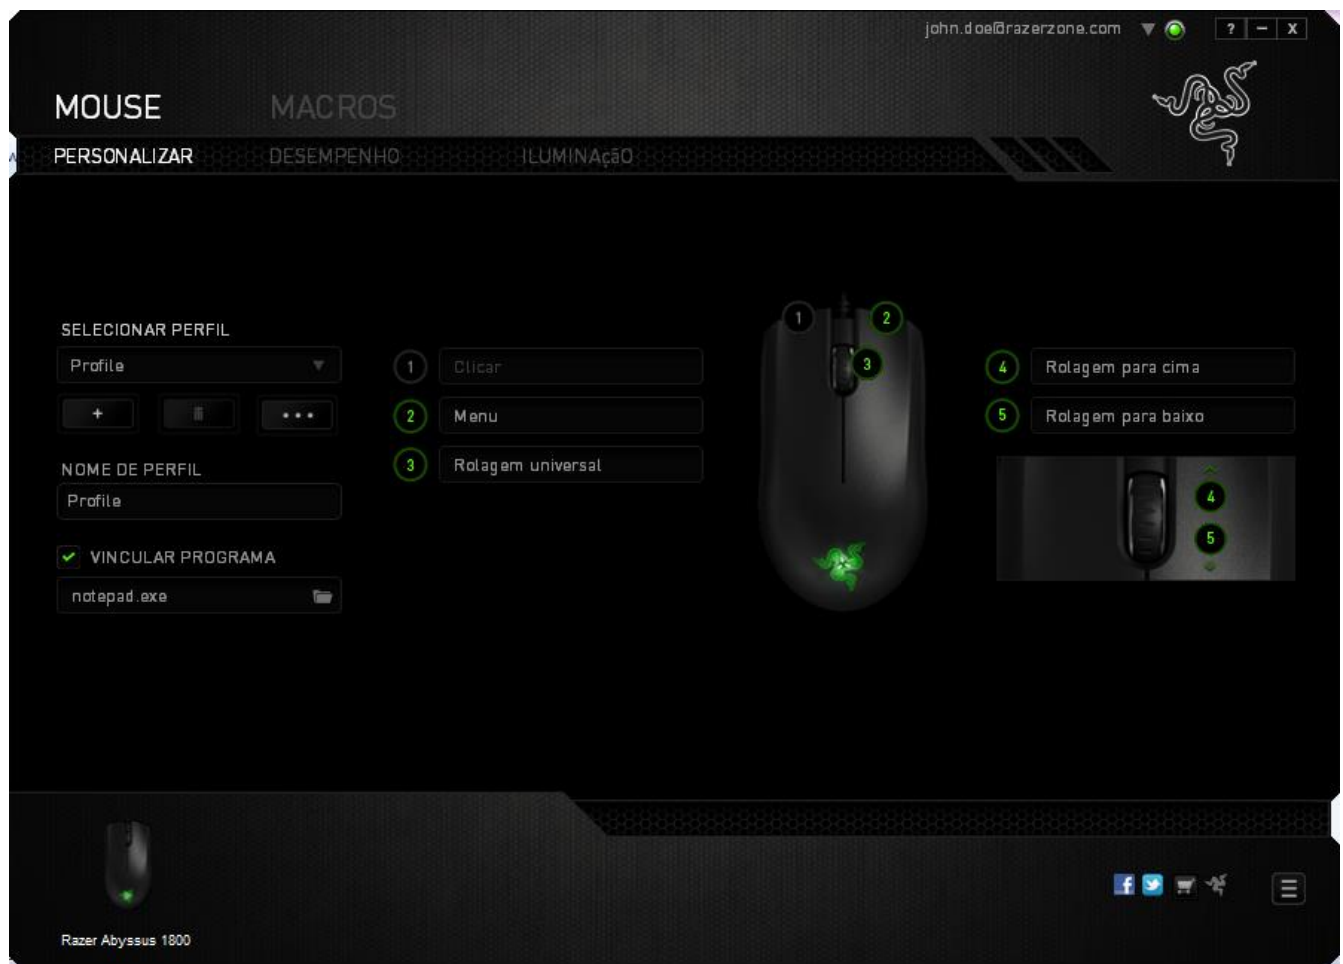 john.doe@razerzone.com
? – X
MOUSE MACROS
PERSONALIZAR DESEMPENHO ILUMINAção
SELECIONAR PERFIL
Profile
+ •••
NOME DE PERFIL
Profile
VINCULAR PROGRAMA
notepad.exe
1 Clicar
2 Menu
3 Rolagem universal
1 2
3
4 Rolagem para cima
5 Rolagem para baixo
4
5
Razer Abyssus 1800
f